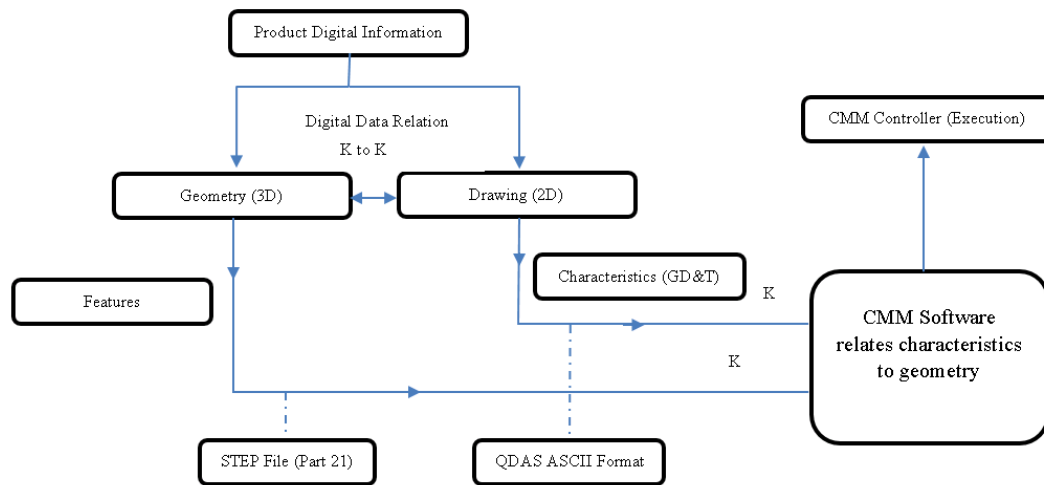 Product Digital Information
CMM Controller (Execution)
Digital Data Relation
K to K
Geometry (3D)
Drawing (2D)
Characteristics (GD&T)
Features
K
CMM Software
relates characteristics
to geometry
K
STEP File (Part 21)
QDAS ASCII Format